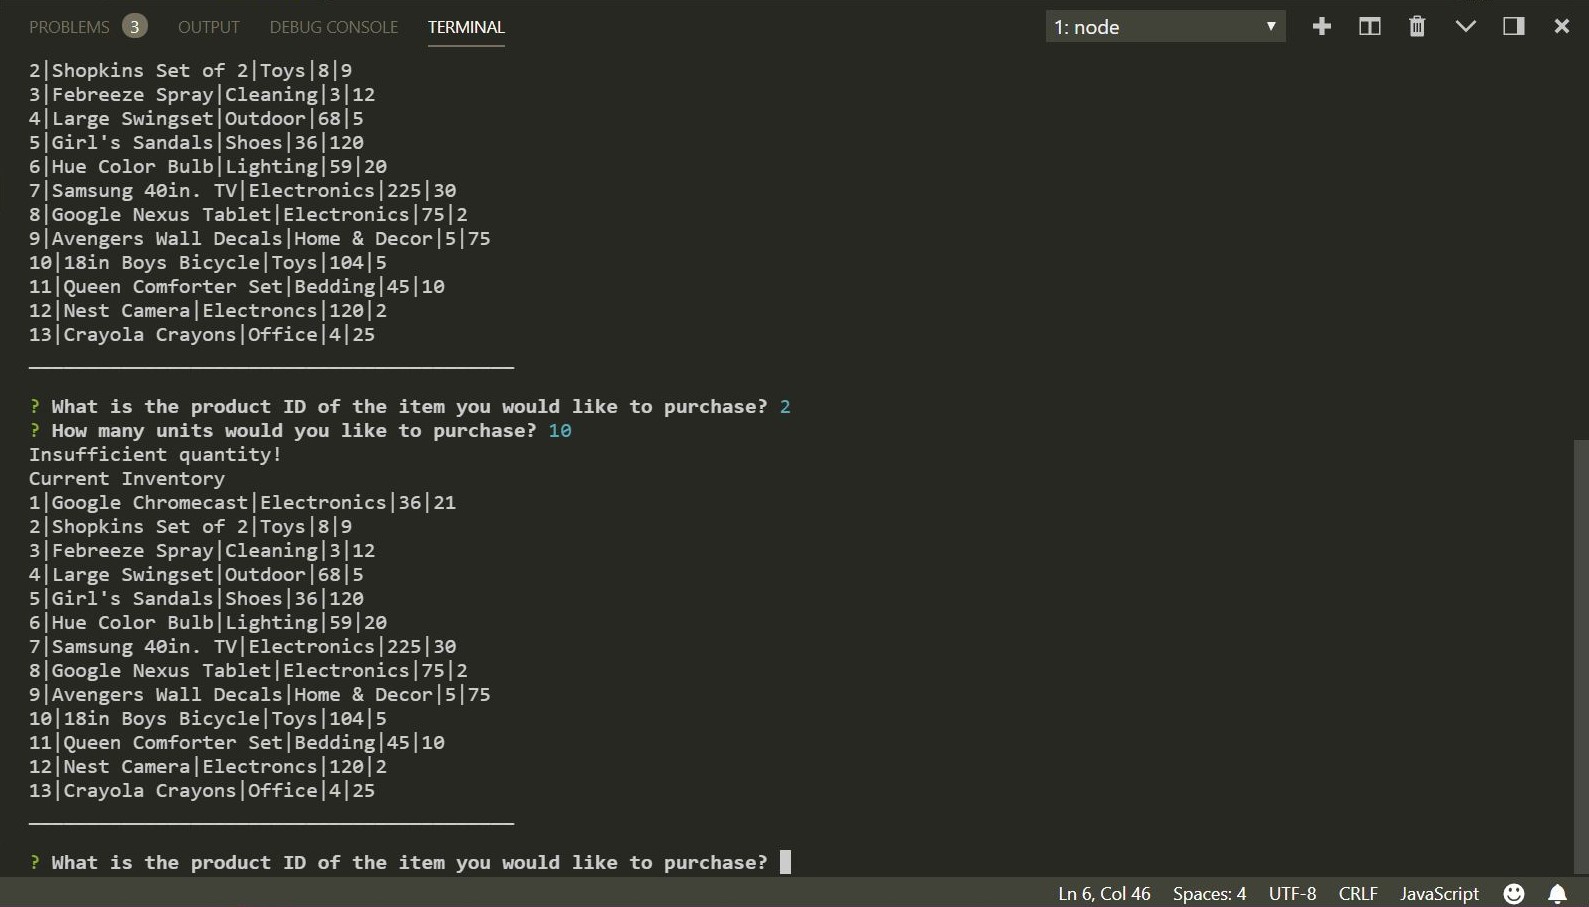 PROBLEMS 3 OUTPUT DEBUG CONSOLE TERMINAL 1: node
2|Shopkins Set of 2|Toys|8|9
3|Febreeze Spray|Cleaning|3|12
4|Large Swingset|Outdoor|68|5
5|Girl's Sandals|Shoes|36|120
6|Hue Color Bulb|Lighting|59|20
7|Samsung 40in. TV|Electronics|225|30
8|Google Nexus Tablet|Electronics|75|2
9|Avengers Wall Decals|Home & Decor|5|75
10|18in Boys Bicycle|Toys|104|5
11|Queen Comforter Set|Bedding|45|10
12|Nest Camera|Electroncs|120|2
13|Crayola Crayons|Office|4|25
__________________________________________
? What is the product ID of the item you would like to purchase? 2
? How many units would you like to purchase? 10
Insufficient quantity!
Current Inventory
1|Google Chromecast|Electronics|36|21
2|Shopkins Set of 2|Toys|8|9
3|Febreeze Spray|Cleaning|3|12
4|Large Swingset|Outdoor|68|5
5|Girl's Sandals|Shoes|36|120
6|Hue Color Bulb|Lighting|59|20
7|Samsung 40in. TV|Electronics|225|30
8|Google Nexus Tablet|Electronics|75|2
9|Avengers Wall Decals|Home & Decor|5|75
10|18in Boys Bicycle|Toys|104|5
11|Queen Comforter Set|Bedding|45|10
12|Nest Camera|Electroncs|120|2
13|Crayola Crayons|Office|4|25
__________________________________________
? What is the product ID of the item you would like to purchase?
Ln 6, Col 46 Spaces: 4 UTF-8 CRLF JavaScript